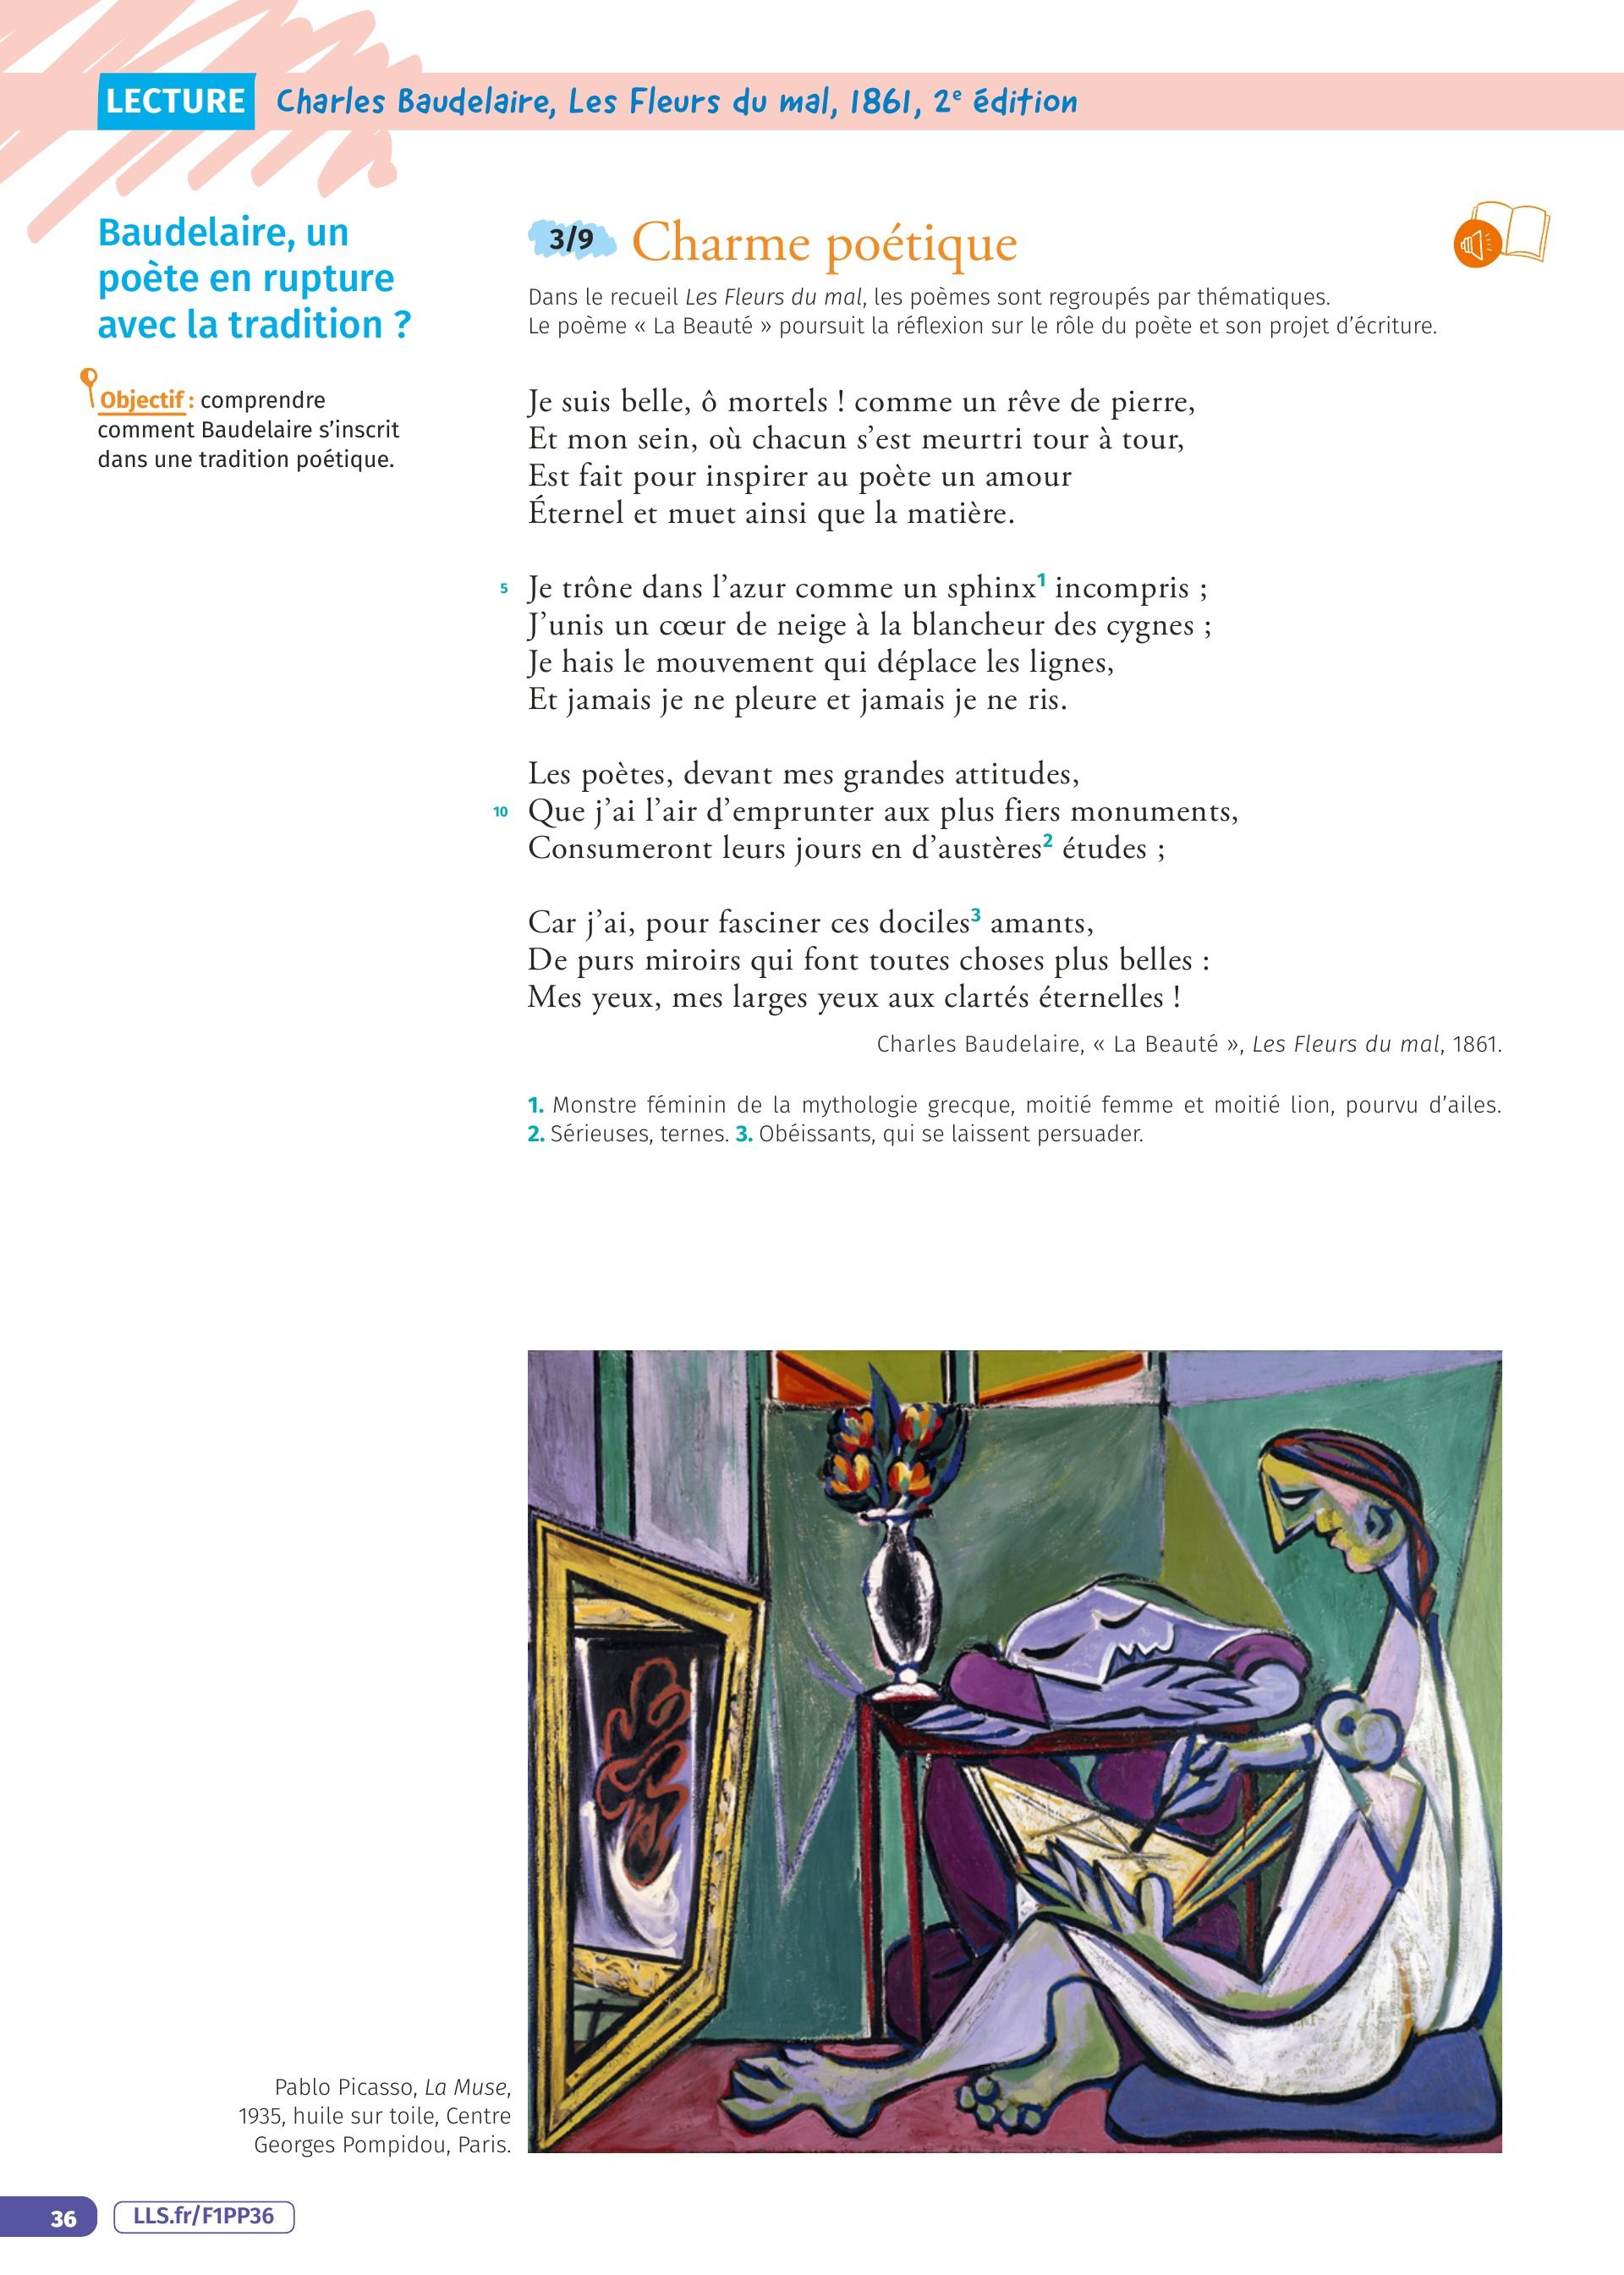 LECTURE Charles Baudelaire, Les Fleurs du mal, 1861, 2e édition
Baudelaire, un
poète en rupture
avec la tradition ?
Objectif : comprendre
comment Baudelaire s'inscrit
dans une tradition poétique.
3/9 Charme poétique
Dans le recueil Les Fleurs du mal, les poèmes sont regroupés par thématiques.
Le poème « La Beauté » poursuit la réflexion sur le rôle du poète et son projet d'écriture.
Je suis belle, ô mortels ! comme un rêve de pierre,
Et mon sein, où chacun s'est meurtri tour à tour,
Est fait pour inspirer au poète un amour
Éternel et muet ainsi que la matière.
5 Je trône dans l'azur comme un sphinx1 incompris ;
J'unis un cœur de neige à la blancheur des cygnes ;
Je hais le mouvement qui déplace les lignes,
Et jamais je ne pleure et jamais je ne ris.
Les poètes, devant mes grandes attitudes,
10 Que j'ai l'air d'emprunter aux plus fiers monuments,
Consumeront leurs jours en d'austères2 études ;
Car j'ai, pour fasciner ces dociles3 amants,
De purs miroirs qui font toutes choses plus belles :
Mes yeux, mes larges yeux aux clartés éternelles !
Charles Baudelaire, « La Beauté », Les Fleurs du mal, 1861.
1. Monstre féminin de la mythologie grecque, moitié femme et moitié lion, pourvu d'ailes.
2. Sérieuses, ternes. 3. Obéissants, qui se laissent persuader.
Pablo Picasso, La Muse,
1935, huile sur toile, Centre
Georges Pompidou, Paris.
36 LLS.fr/F1PP36